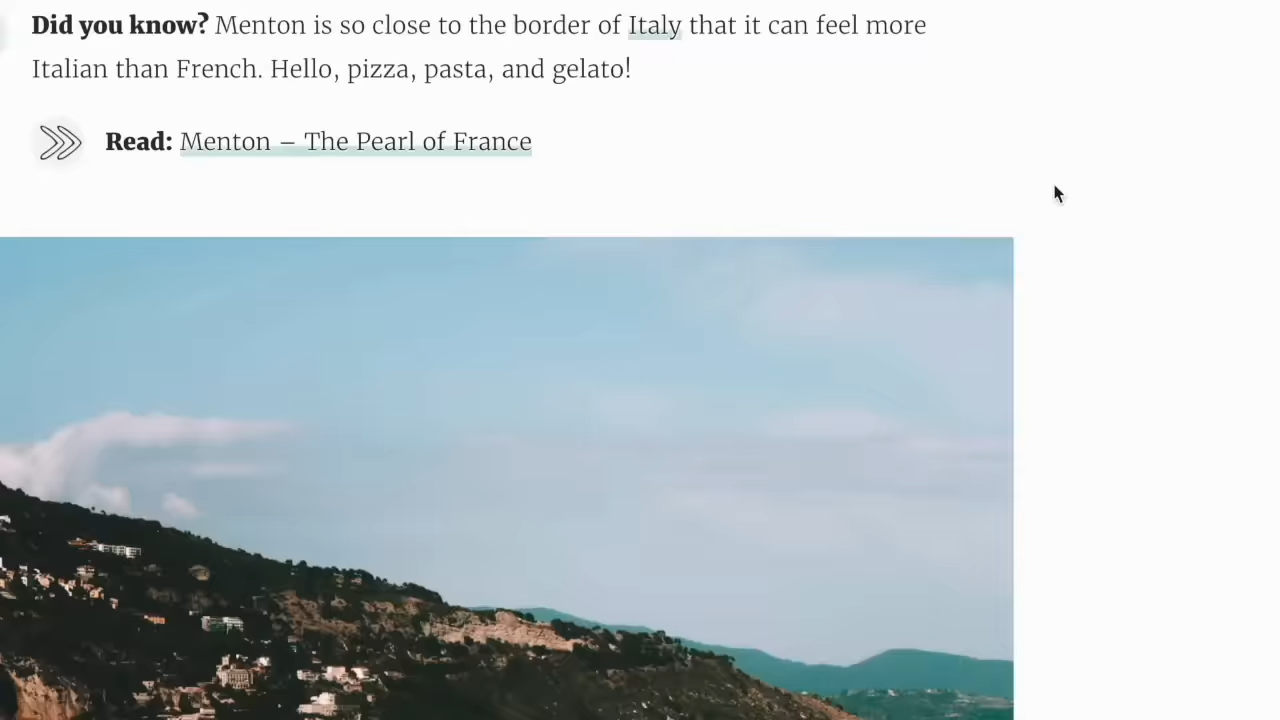 Did you know? Menton is so close to the border of Italy that it can feel more
Italian than French. Hello, pizza, pasta, and gelato!
Read: Menton – The Pearl of France